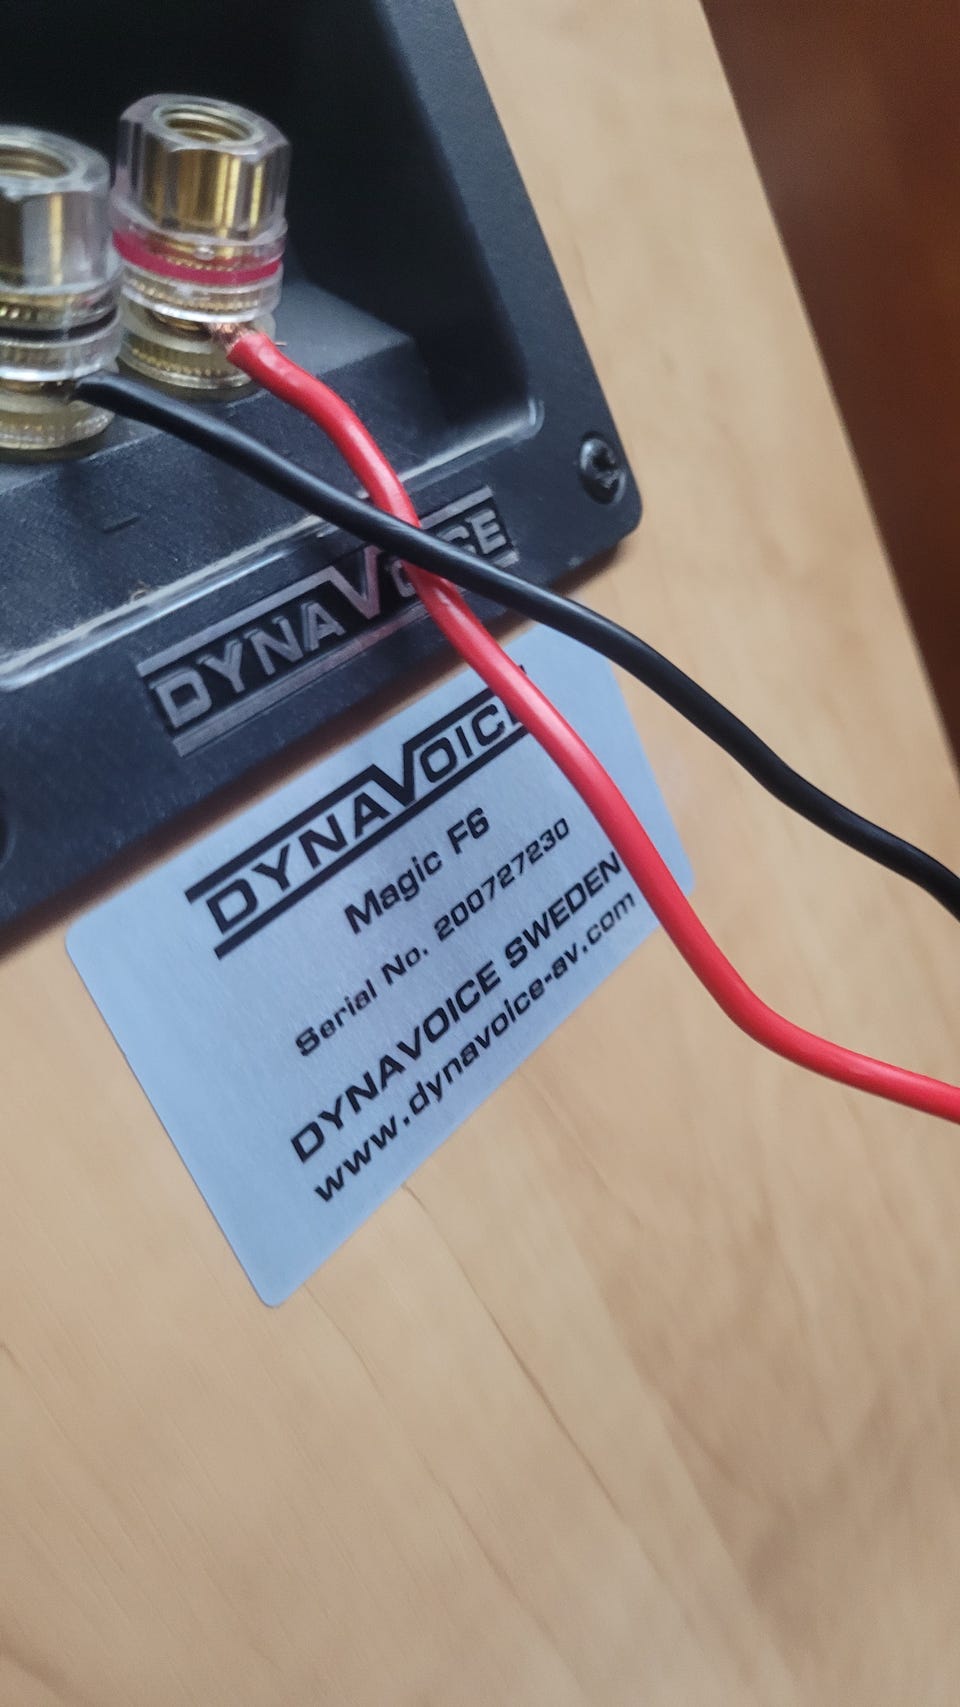 DYNAVOICE
DYNAVOICE
Magic F6
Serial No. 200727230
DYNAVOICE SWEDEN
www.dynavoice-av.com